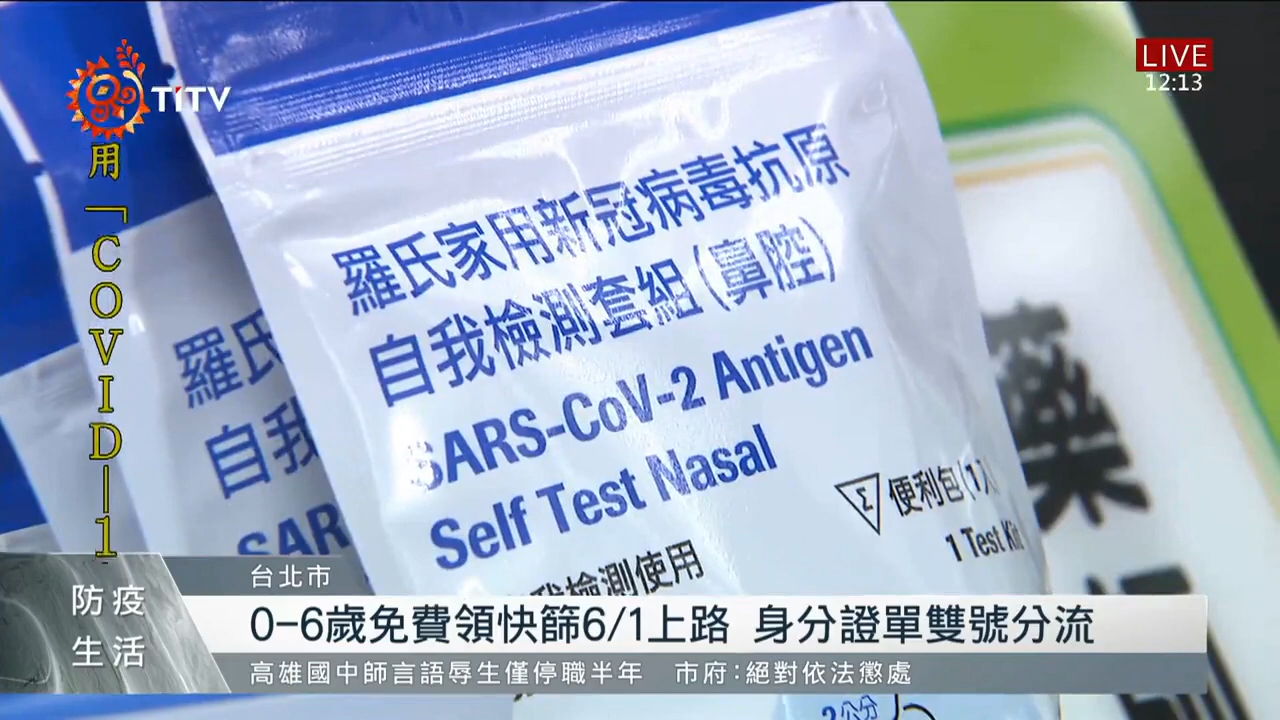 TiTV
LIVE
12:13
用「COVID-1
羅氏家用新冠病毒抗原
自我檢測套組(鼻腔)
SARS-CoV-2 Antigen
Self Test Nasal
便利包(1入
1 Test Kit
我檢測使用
羅氏
自我
SAR
藥
防疫
生活
台北市
0-6歲免費領快篩6/1上路 身分證單雙號分流
高雄國中師言語辱生僅停職半年 市府:絕對依法懲處